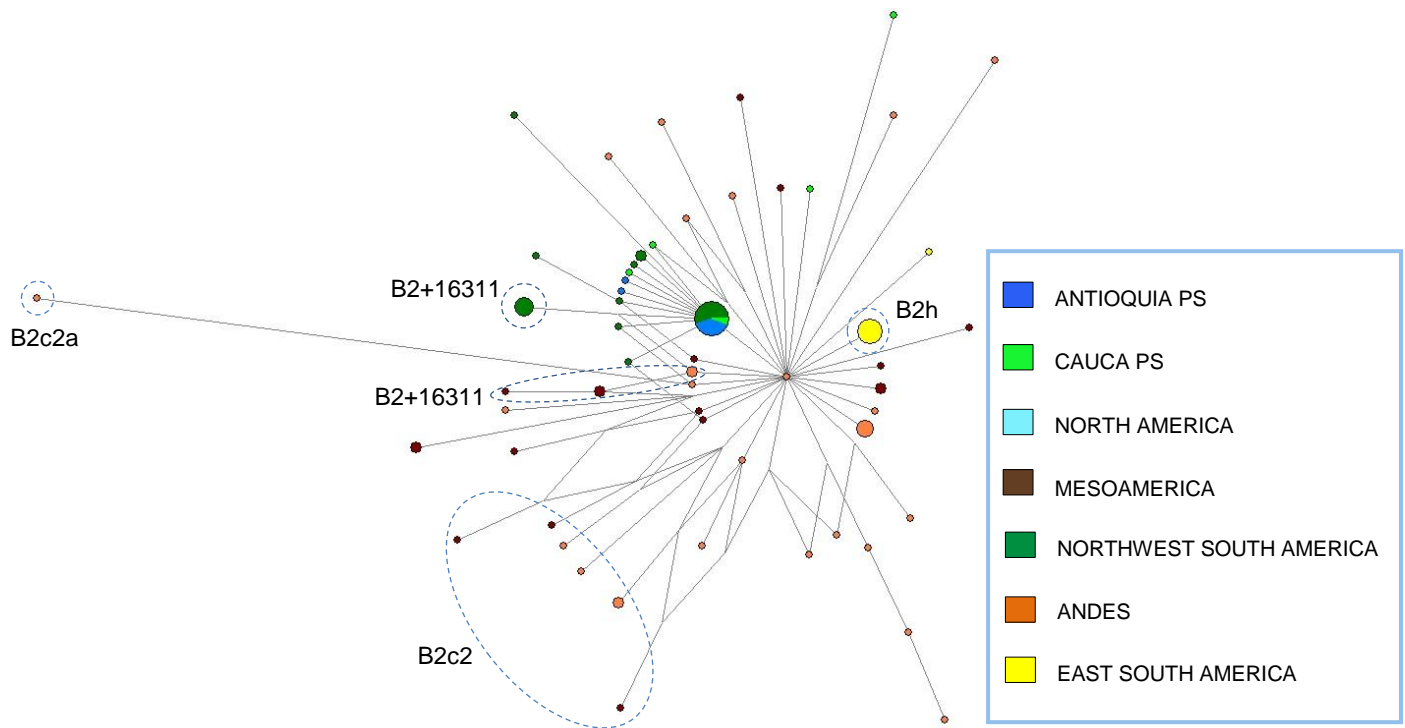 B2+16311
B2h
B2c2a
B2+16311
B2c2
ANTIOQUIA PS
CAUCA PS
NORTH AMERICA
MESOAMERICA
NORTHWEST SOUTH AMERICA
ANDES
EAST SOUTH AMERICA